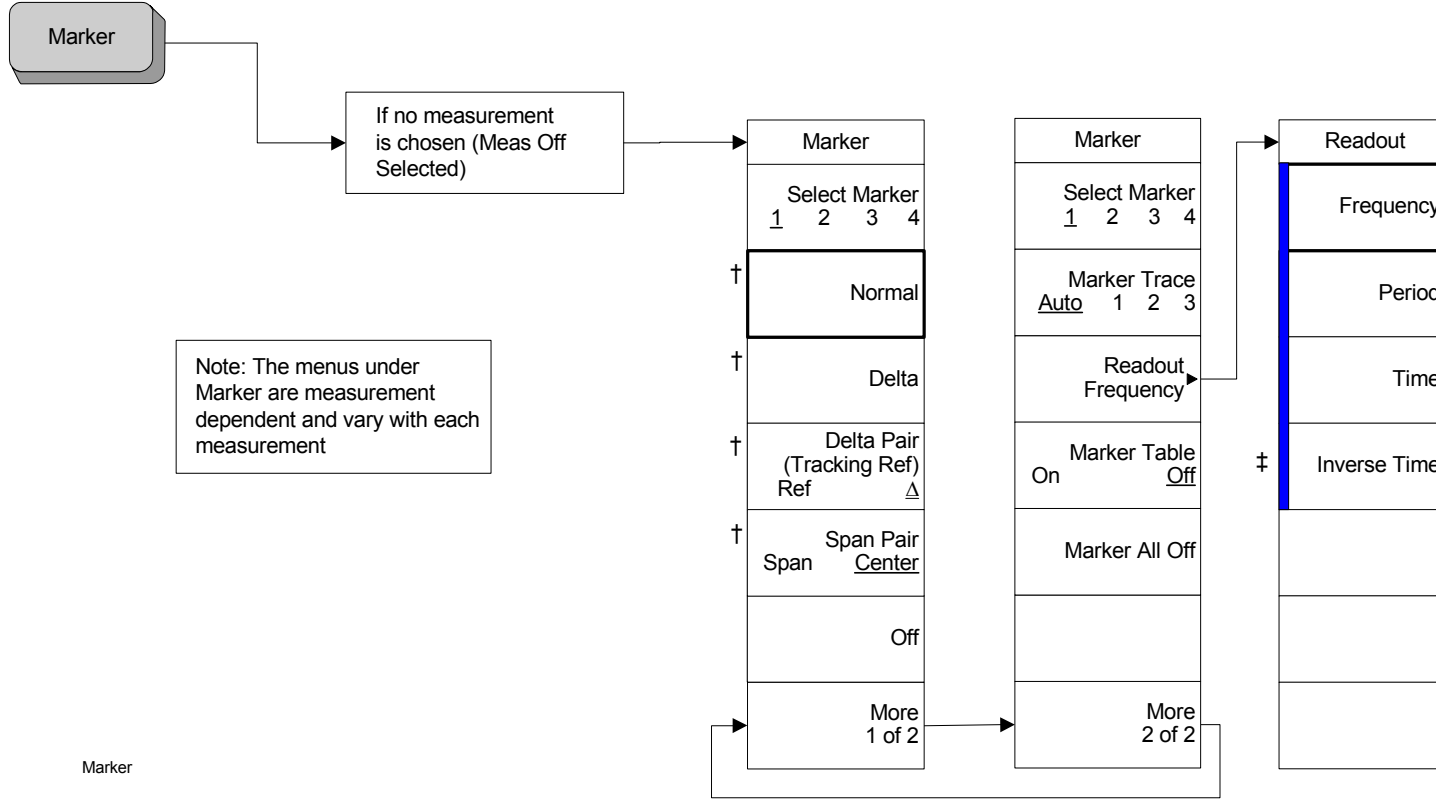 Marker
If no measurement
is chosen (Meas Off
Selected)
Note: The menus under
Marker are measurement
dependent and vary with each
measurement
Marker
Select Marker
1 2 3 4
†
Normal
†
Delta
†
Delta Pair
(Tracking Ref)
Ref Δ
†
Span Pair
Span Center
Off
More
1 of 2
Marker
Select Marker
1 2 3 4
Marker Trace
Auto 1 2 3
Readout
Frequency
Marker Table
On Off
Marker All Off
More
2 of 2
Readout
Frequency
Period
Time
‡
Inverse Time
Marker